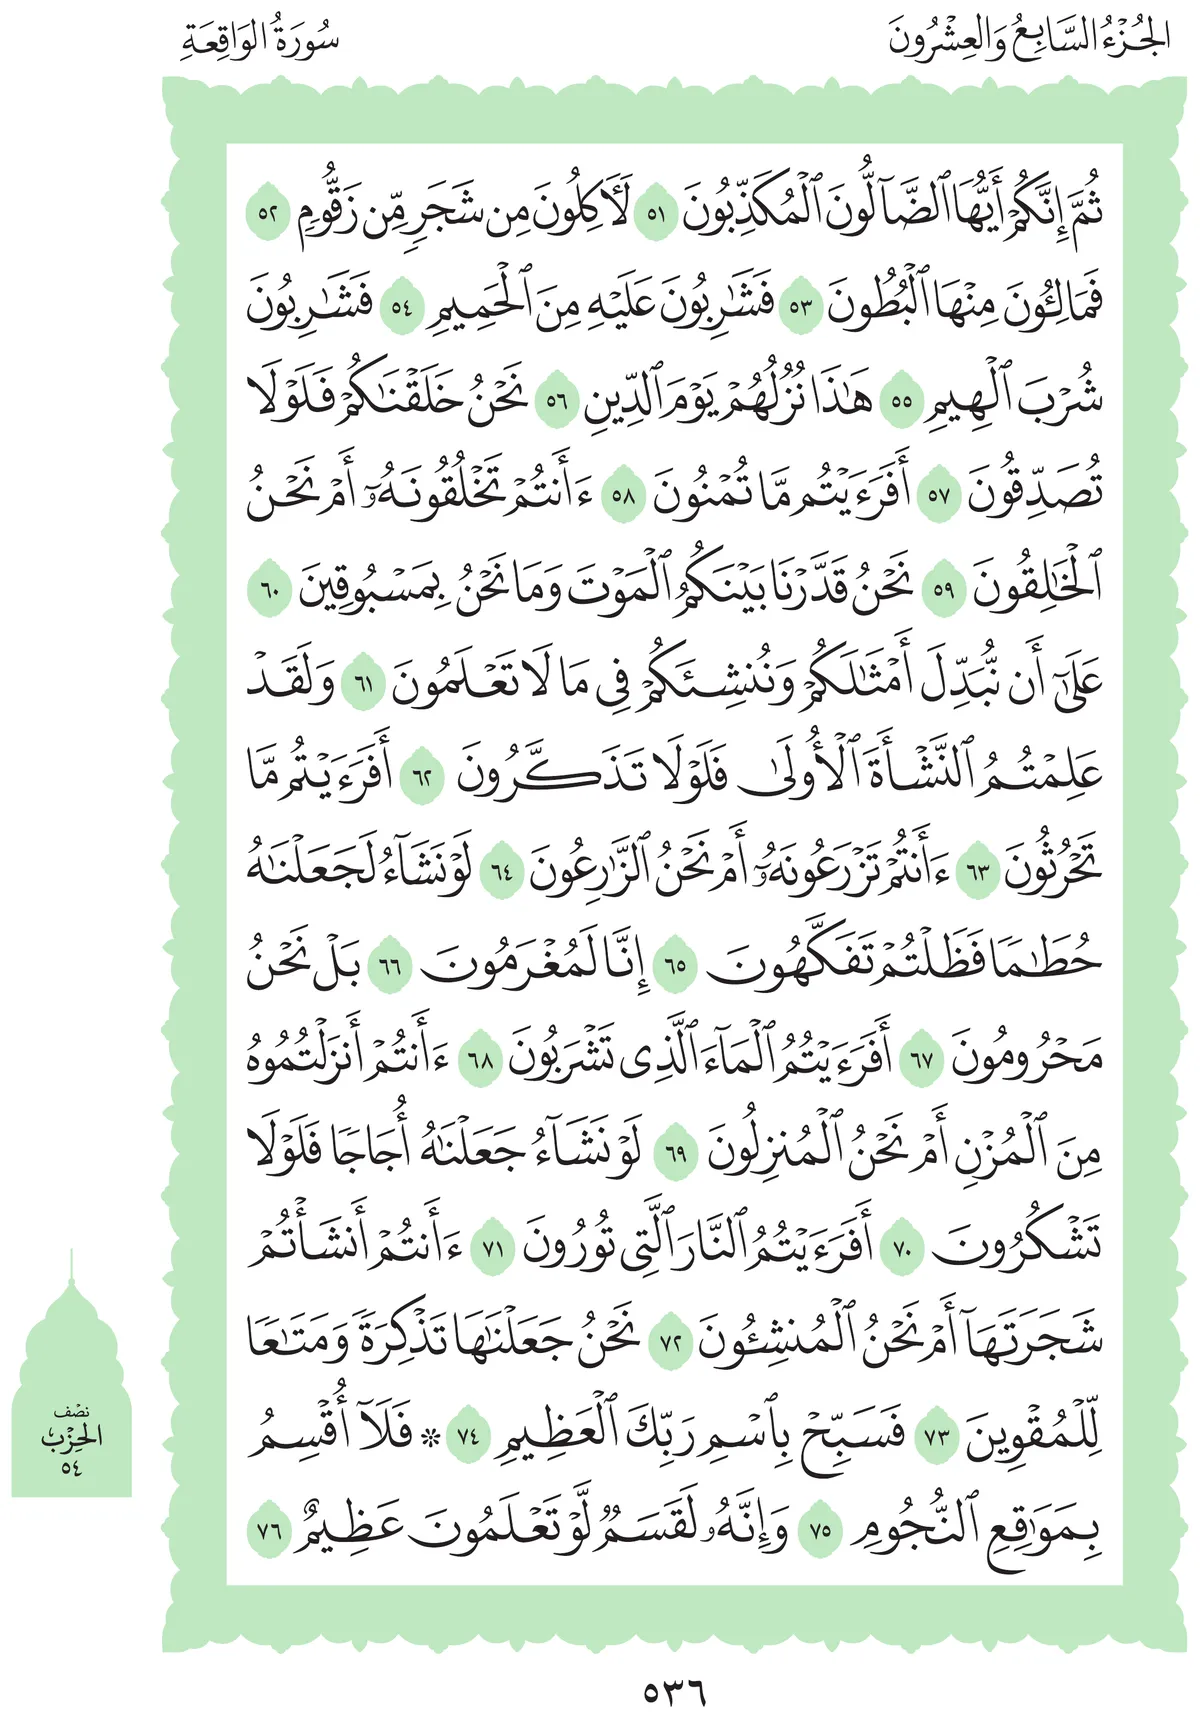 الجُزْءُ السَّابِعُ وَالعِشْرُونَ
سُورَةُ الوَاقِعَةِ
ثُمَّ إِنَّكُمۡ أَيُّهَا ٱلضَّآلُّونَ ٱلۡمُكَذِّبُونَ ٥١ لَأٓكِلُونَ مِن شَجَرٖ مِّن زَقُّومٖ ٥٢
فَمَالِـُٔونَ مِنۡهَا ٱلۡبُطُونَ ٥٣ فَشَٰرِبُونَ عَلَيۡهِ مِنَ ٱلۡحَمِيمِ ٥٤ فَشَٰرِبُونَ
شُرۡبَ ٱلۡهِيمِ ٥٥ هَٰذَا نُزُلُهُمۡ يَوۡمَ ٱلدِّينِ ٥٦ نَحۡنُ خَلَقۡنَٰكُمۡ فَلَوۡلَا
تُصَدِّقُونَ ٥٧ أَفَرَءَيۡتُم مَّا تُمۡنُونَ ٥٨ ءَأَنتُمۡ تَخۡلُقُونَهُۥٓ أَمۡ نَحۡنُ
ٱلۡخَٰلِقُونَ ٥٩ نَحۡنُ قَدَّرۡنَا بَيۡنَكُمُ ٱلۡمَوۡتَ وَمَا نَحۡنُ بِمَسۡبُوقِينَ ٦٠
عَلَىٰٓ أَن نُّبَدِّلَ أَمۡثَٰلَكُمۡ وَنُنشِئَكُمۡ فِي مَا لَا تَعۡلَمُونَ ٦١ وَلَقَدۡ
عَلِمۡتُمُ ٱلنَّشۡأَةَ ٱلۡأُولَىٰ فَلَوۡلَا تَذَكَّرُونَ ٦٢ أَفَرَءَيۡتُم مَّا
تَحۡرُثُونَ ٦٣ ءَأَنتُمۡ تَزۡرَعُونَهُۥٓ أَمۡ نَحۡنُ ٱلزَّٰرِعُونَ ٦٤ لَوۡ نَشَآءُ لَجَعَلۡنَٰهُ
حُطَٰمٗا فَظَلۡتُمۡ تَفَكَّهُونَ ٦٥ إِنَّا لَمُغۡرَمُونَ ٦٦ بَلۡ نَحۡنُ
مَحۡرُومُونَ ٦٧ أَفَرَءَيۡتُمُ ٱلۡمَآءَ ٱلَّذِي تَشۡرَبُونَ ٦٨ ءَأَنتُمۡ أَنزَلۡتُمُوهُ
مِنَ ٱلۡمُزۡنِ أَمۡ نَحۡنُ ٱلۡمُنزِلُونَ ٦٩ لَوۡ نَشَآءُ جَعَلۡنَٰهُ أُجَاجٗا فَلَوۡلَا
تَشۡكُرُونَ ٧٠ أَفَرَءَيۡتُمُ ٱلنَّارَ ٱلَّتِي تُورُونَ ٧١ ءَأَنتُمۡ أَنشَأۡتُمۡ
شَجَرَتَهَآ أَمۡ نَحۡنُ ٱلۡمُنشِـُٔونَ ٧٢ نَحۡنُ جَعَلۡنَٰهَا تَذۡكِرَةٗ وَمَتَٰعٗا
لِّلۡمُقۡوِينَ ٧٣ فَسَبِّحۡ بِٱسۡمِ رَبِّكَ ٱلۡعَظِيمِ ٧٤ * فَلَآ أُقۡسِمُ
بِمَوَٰقِعِ ٱلنُّجُومِ ٧٥ وَإِنَّهُۥ لَقَسَمٞ لَّوۡ تَعۡلَمُونَ عَظِيمٌ ٧٦
نصف
الحِزْب
٥٤
٥٣٦